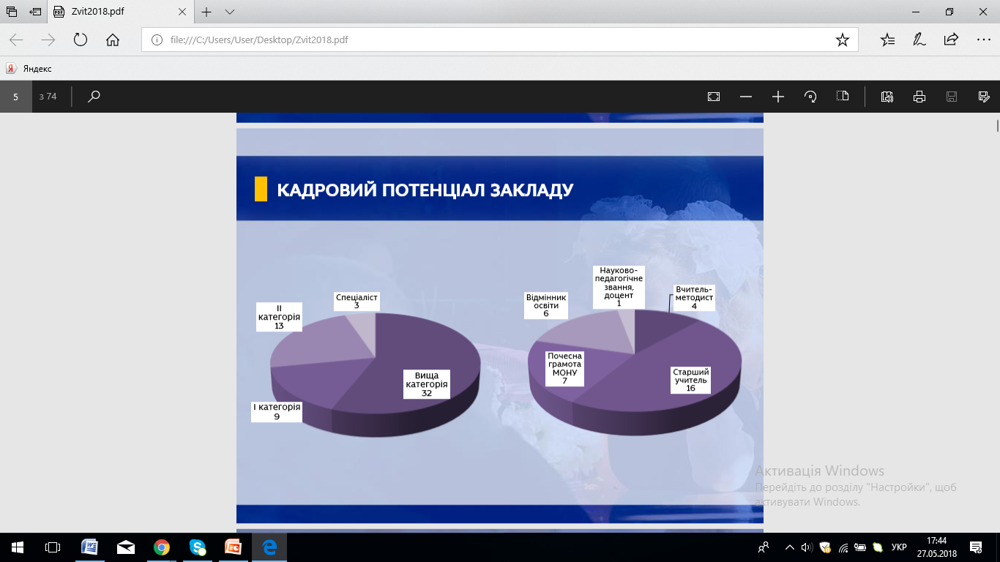 Zvit2018.pdf
file:///C:/Users/User/Desktop/Zvit2018.pdf
Яндекс
5 з 74
КАДРОВИЙ ПОТЕНЦІАЛ ЗАКЛАДУ
Спеціаліст
3
ІІ
категорія
13
Вища
категорія
32
І категорія
9
Науково-
педагогічне
звання,
доцент
1
Вчитель-
методист
4
Відмінник
освіти
6
Почесна
грамота
МОНУ
7
Старший
учитель
16
Активація Windows
Перейдіть до розділу "Настройки", щоб
активувати Windows.
УКР
17:44
27.05.2018